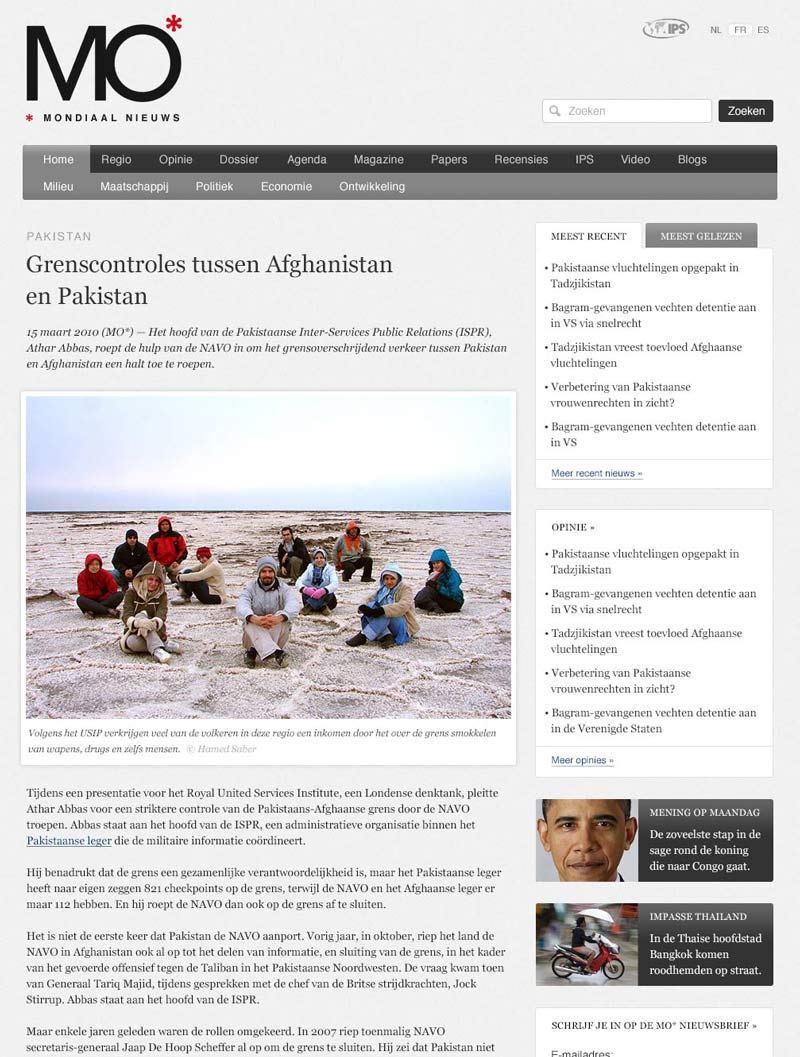 MO*
* MONDIAAL NIEUWS
IPS
NL FR ES
Zoeken
Zoeken
Home Regio Opinie Dossier Agenda Magazine Papers Recensies IPS Video Blogs
Milieu Maatschappij Politiek Economie Ontwikkeling
PAKISTAN
Grenscontroles tussen Afghanistan
en Pakistan
15 maart 2010 (MO*) — Het hoofd van de Pakistaanse Inter-Services Public Relations (ISPR),
Athar Abbas, roept de hulp van de NAVO in om het grensoverschrijdend verkeer tussen Pakistan
en Afghanistan een halt toe te roepen.
Volgens het USIP verkrijgen veel van de volkeren in deze regio een inkomen door het over de grens smokkelen
van wapens, drugs en zelfs mensen. © Hamed Saber
Tijdens een presentatie voor het Royal United Services Institute, een Londense denktank, pleitte
Athar Abbas voor een striktere controle van de Pakistaans-Afghaanse grens door de NAVO
troepen. Abbas staat aan het hoofd van de ISPR, een administratieve organisatie binnen het
Pakistaanse leger die de militaire informatie coördineert.
Hij benadrukt dat de grens een gezamenlijke verantwoordelijkheid is, maar het Pakistaanse leger
heeft naar eigen zeggen 821 checkpoints op de grens, terwijl de NAVO en het Afghaanse leger er
maar 112 hebben. En hij roept de NAVO dan ook op de grens af te sluiten.
Het is niet de eerste keer dat Pakistan de NAVO aanport. Vorig jaar, in oktober, riep het land de
NAVO in Afghanistan ook al op tot het delen van informatie, en sluiting van de grens, in het kader
van het gevoerde offensief tegen de Taliban in het Pakistaanse Noordwesten. De vraag kwam toen
van Generaal Tariq Majid, tijdens gesprekken met de chef van de Britse strijdkrachten, Jock
Stirrup. Abbas staat aan het hoofd van de ISPR.
Maar enkele jaren geleden waren de rollen omgekeerd. In 2007 riep toenmalig NAVO
secretaris-generaal Jaap De Hoop Scheffer al op om de grens te sluiten. Hij zei dat Pakistan niet
MEEST RECENT MEEST GELEZEN
• Pakistaanse vluchtelingen opgepakt in
Tadzjikistan
• Bagram-gevangenen vechten detentie aan
in VS via snelrecht
• Tadzjikistan vreest toevloed Afghaanse
vluchtelingen
• Verbetering van Pakistaanse
vrouwenrechten in zicht?
• Bagram-gevangenen vechten detentie aan
in VS
Meer recent nieuws »
OPINIE »
• Pakistaanse vluchtelingen opgepakt in
Tadzjikistan
• Bagram-gevangenen vechten detentie aan
in VS via snelrecht
• Tadzjikistan vreest toevloed Afghaanse
vluchtelingen
• Verbetering van Pakistaanse
vrouwenrechten in zicht?
• Bagram-gevangenen vechten detentie aan
in de Verenigde Staten
Meer opinies »
MENING OP MAANDAG
De zoveelste stap in de
sage rond de koning
die naar Congo gaat.
IMPASSE THAILAND
In de Thaise hoofdstad
Bangkok komen
roodhemden op straat.
SCHRIJF JE IN OP DE MO* NIEUWSBRIEF »
E-mailadres: